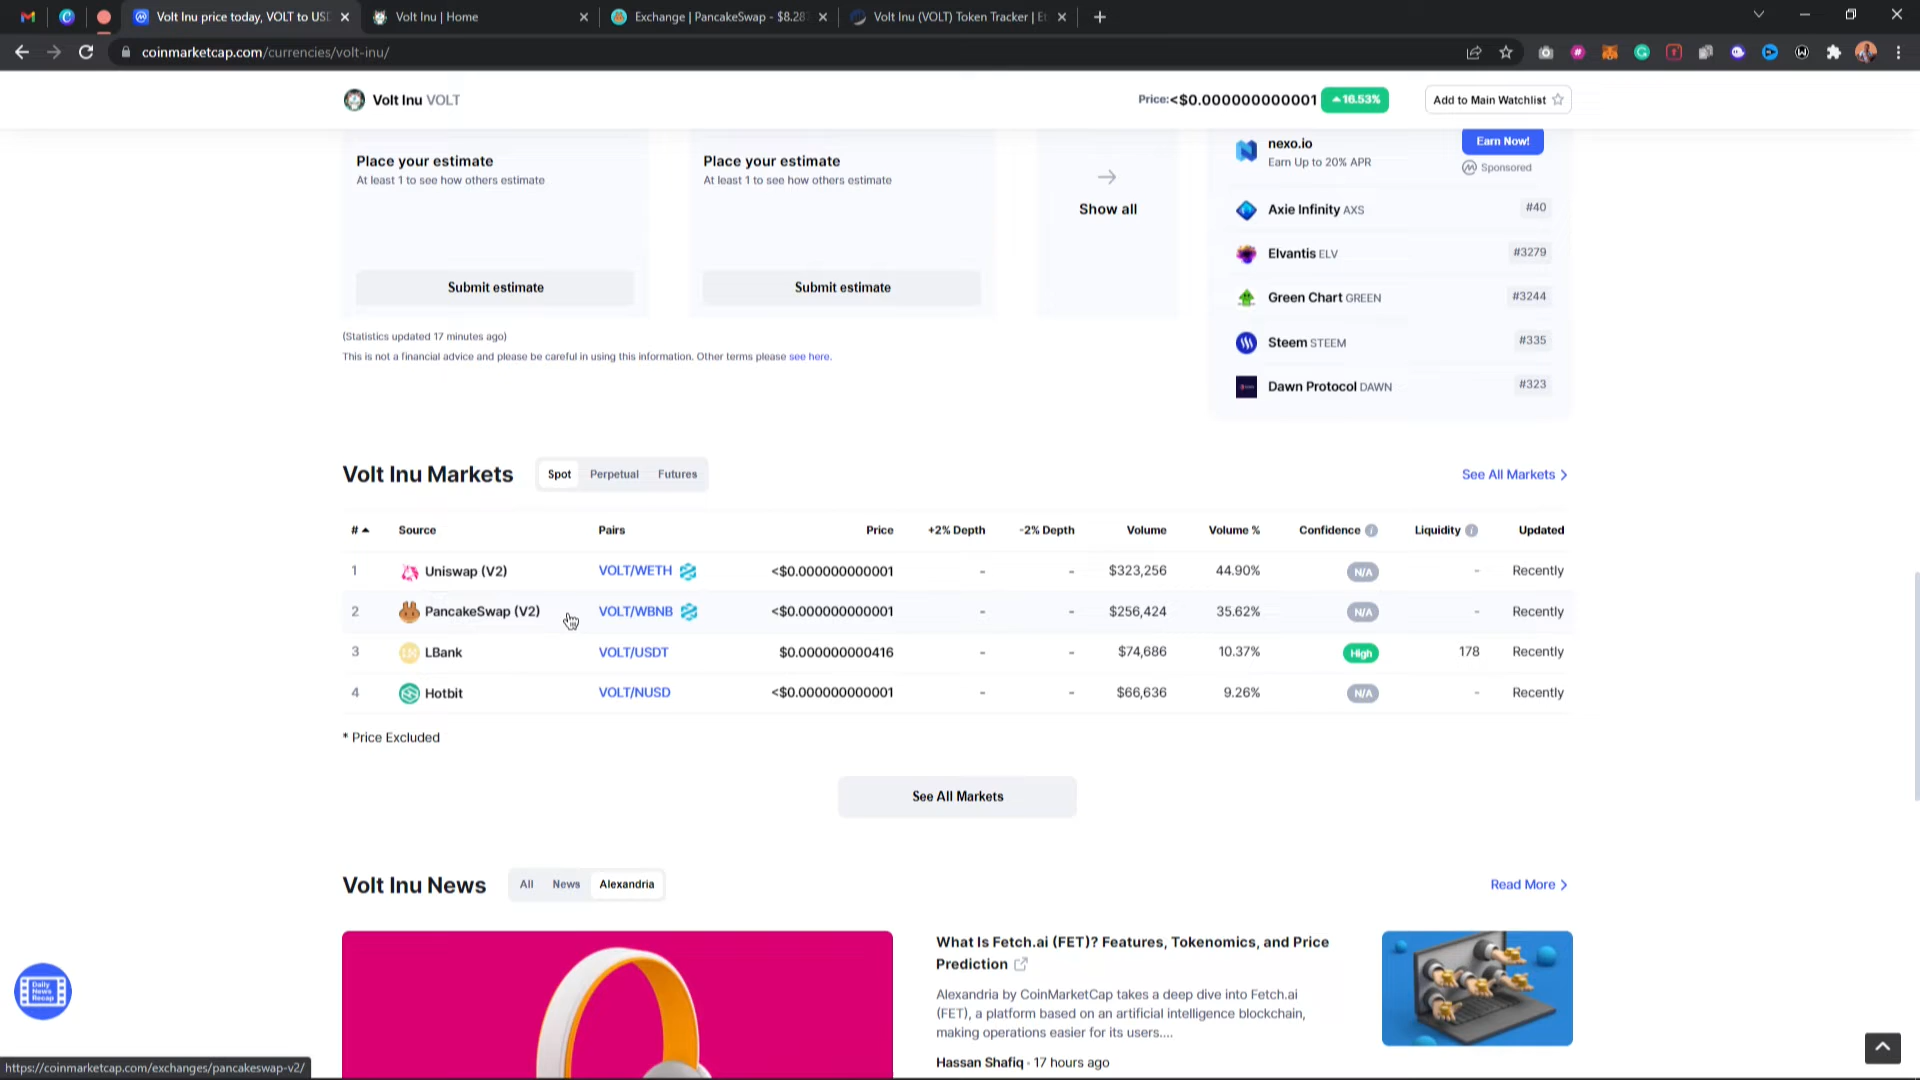 Volt Inu price today, VOLT to USD
Volt Inu | Home
Exchange | PancakeSwap - $8.287
Volt Inu (VOLT) Token Tracker | Et
coinmarketcap.com/currencies/volt-inu/
Volt Inu VOLT
Price:<$0.000000000001
16.53%
Add to Main Watchlist
Place your estimate
At least 1 to see how others estimate
Submit estimate
Place your estimate
At least 1 to see how others estimate
Submit estimate
Show all
nexo.io
Earn Up to 20% APR
Earn Now!
Sponsored
Axie Infinity AXS #40
Elvantis ELV #3279
Green Chart GREEN #3244
Steem STEEM #335
Dawn Protocol DAWN #323
(Statistics updated 17 minutes ago)
This is not a financial advice and please be careful in using this information. Other terms please see here.
Volt Inu Markets Spot Perpetual Futures See All Markets
# Source Pairs Price +2% Depth -2% Depth Volume Volume % Confidence Liquidity Updated
1 Uniswap (V2) VOLT/WETH <$0.000000000001 - - $323,256 44.90% N/A - Recently
2 PancakeSwap (V2) VOLT/WBNB <$0.000000000001 - - $256,424 35.62% N/A - Recently
3 LBank VOLT/USDT $0.000000000416 - - $74,686 10.37% High 178 Recently
4 Hotbit VOLT/NUSD <$0.000000000001 - - $66,636 9.26% N/A - Recently
* Price Excluded
See All Markets
Volt Inu News All News Alexandria Read More
What Is Fetch.ai (FET)? Features, Tokenomics, and Price
Prediction
Alexandria by CoinMarketCap takes a deep dive into Fetch.ai
(FET), a platform based on an artificial intelligence blockchain,
making operations easier for its users....
Hassan Shafiq · 17 hours ago
Daily
News
Recap
https://coinmarketcap.com/exchanges/pancakeswap-v2/